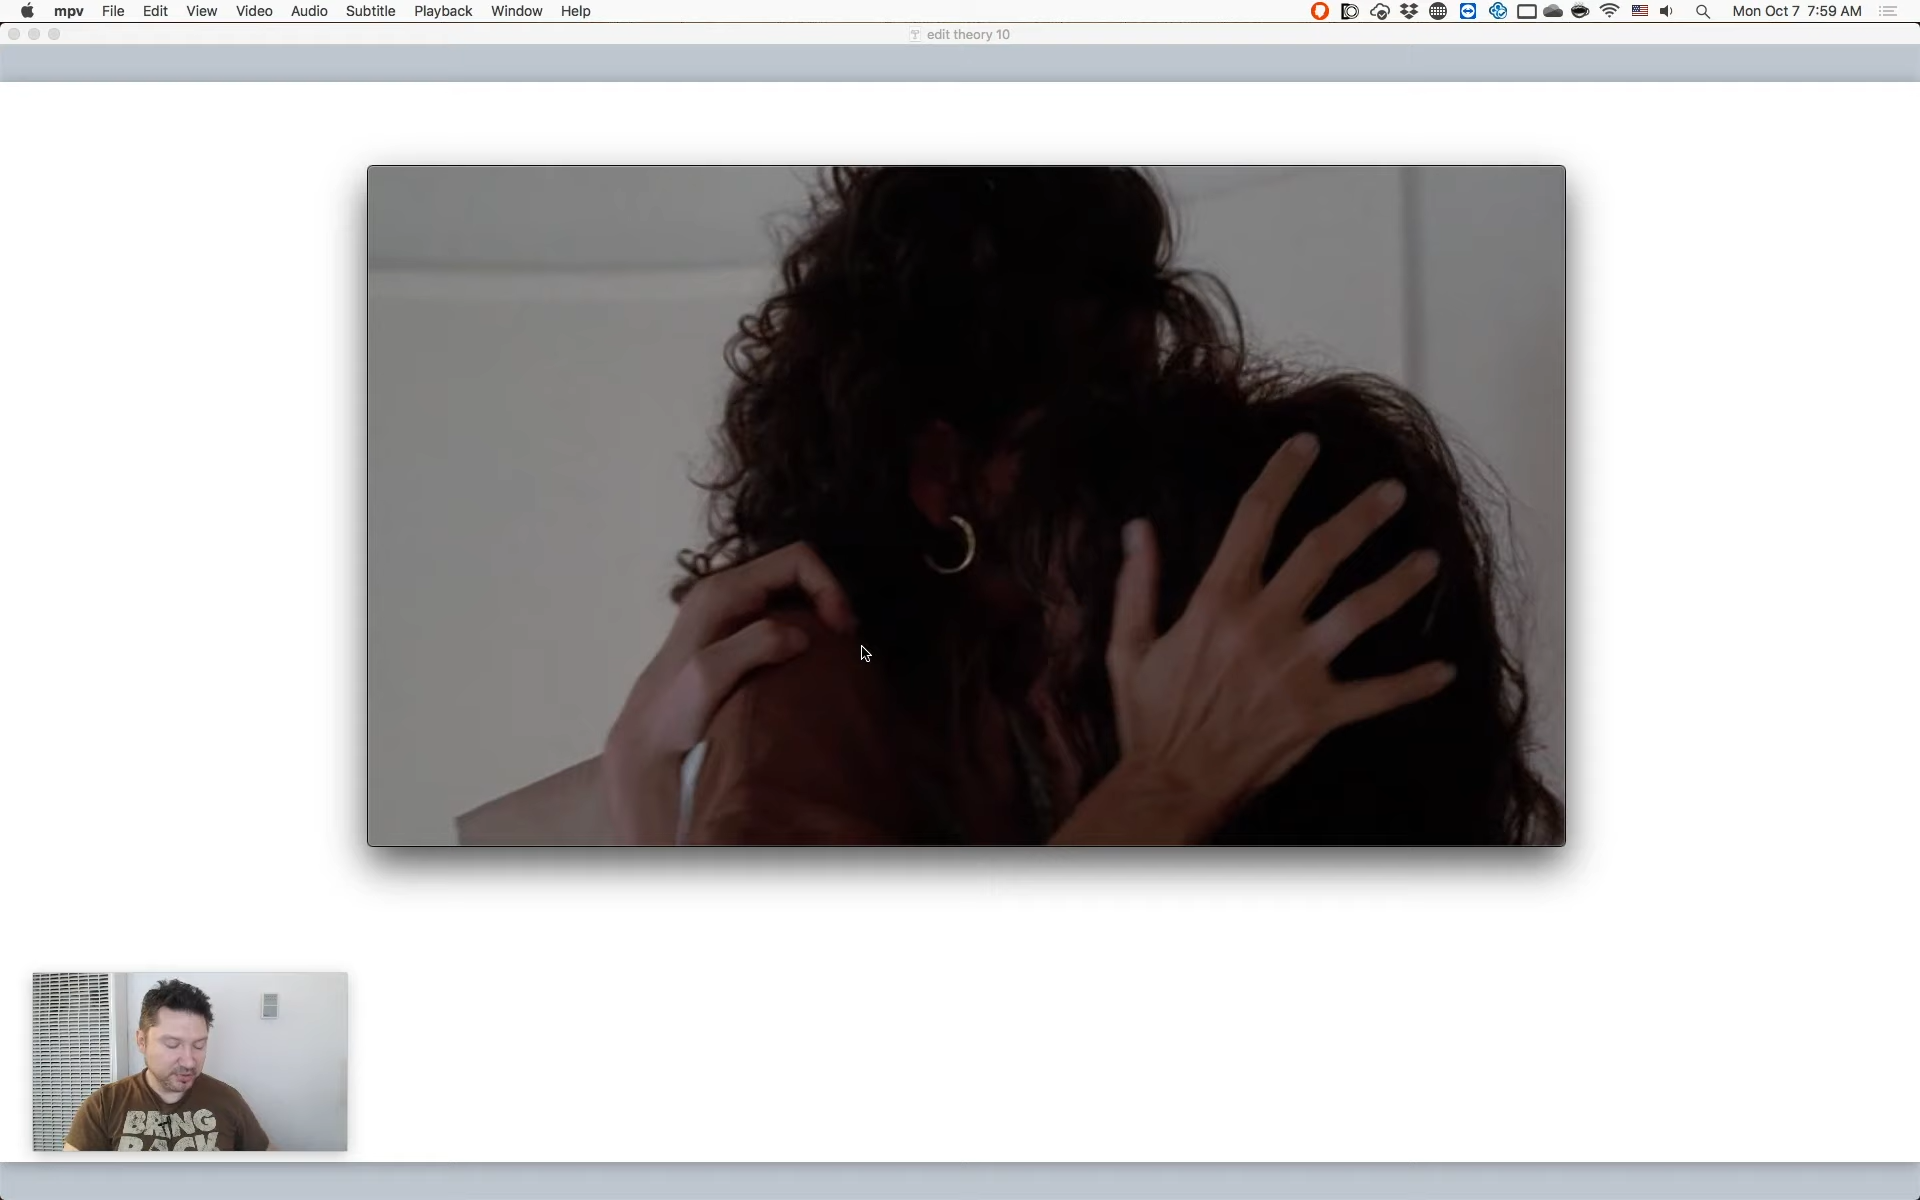 mpv File Edit View Video Audio Subtitle Playback Window Help Mon Oct 7 7:59 AM
edit theory 10
BRING
BACK